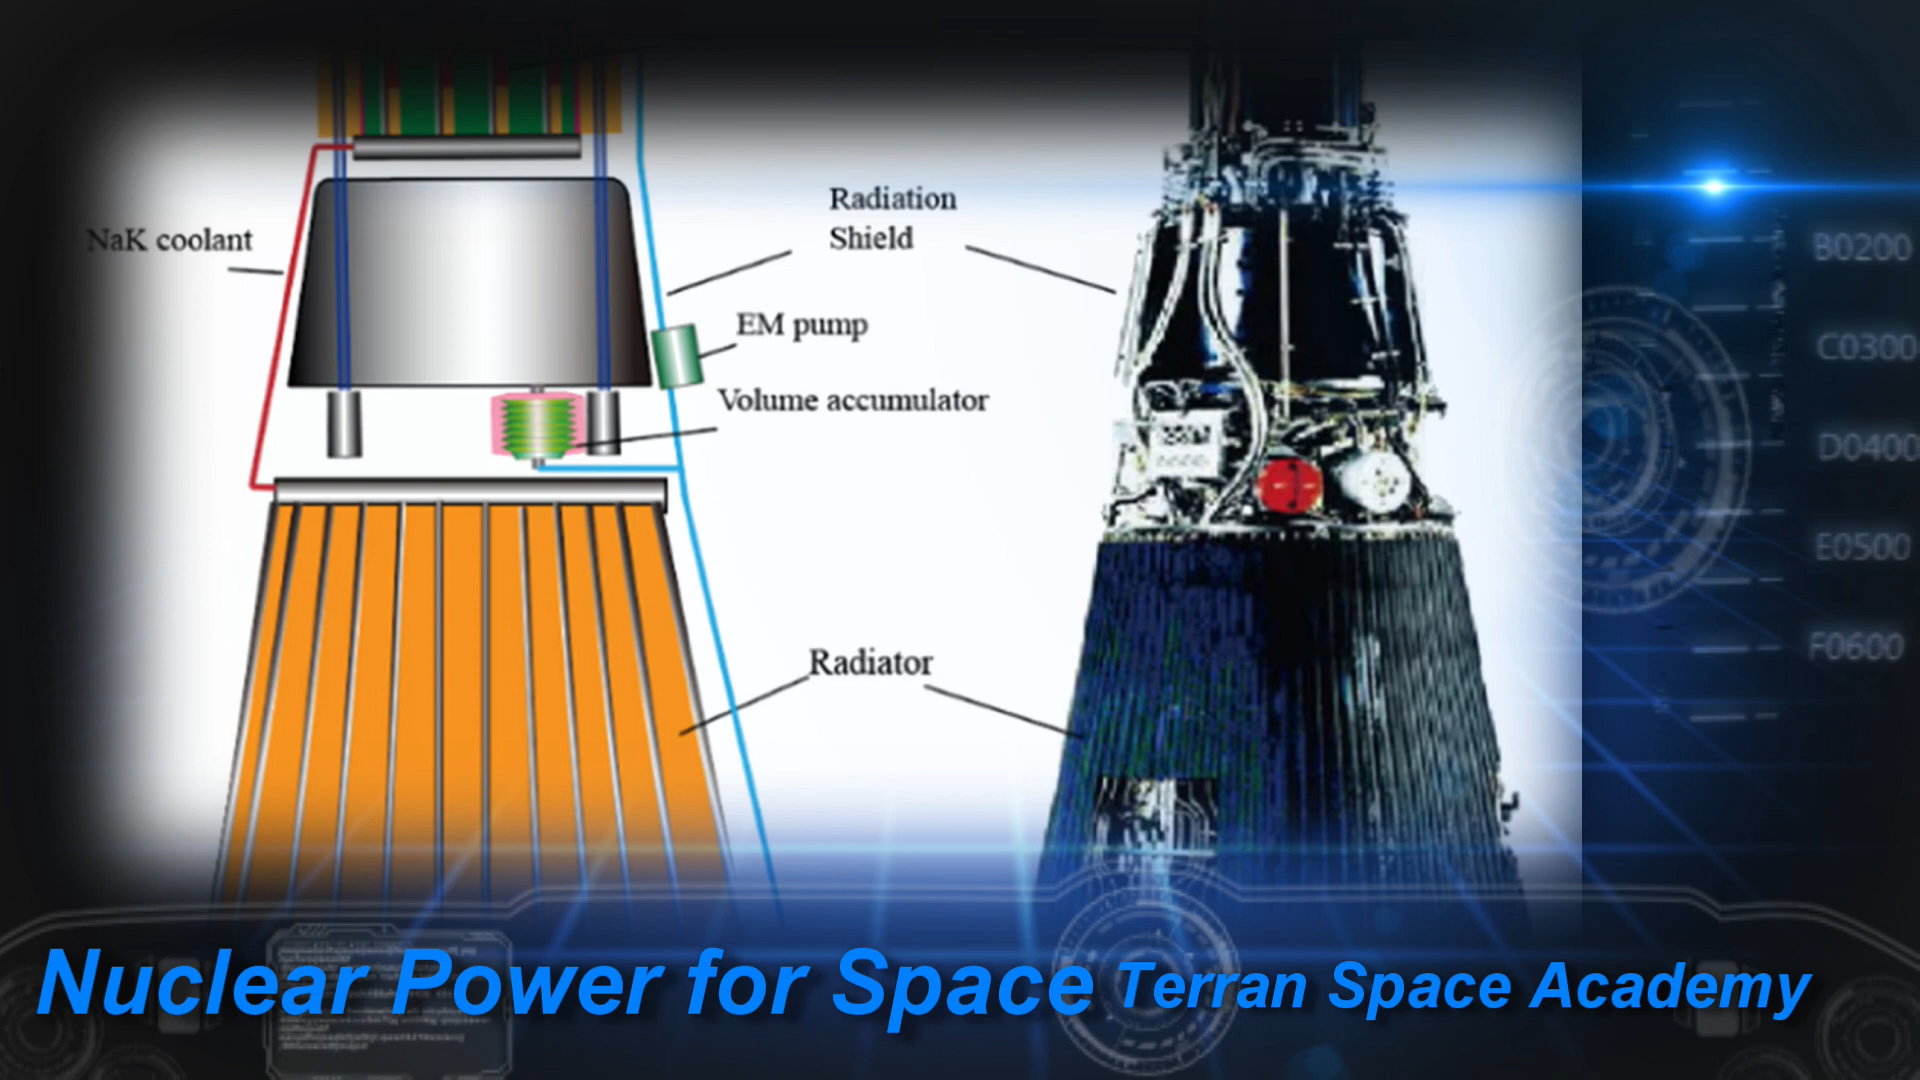 NaK coolant
Radiation
Shield
EM pump
Volume accumulator
Radiator
B0200
C0300
D0400
E0500
F0600
Nuclear Power for Space Terran Space Academy